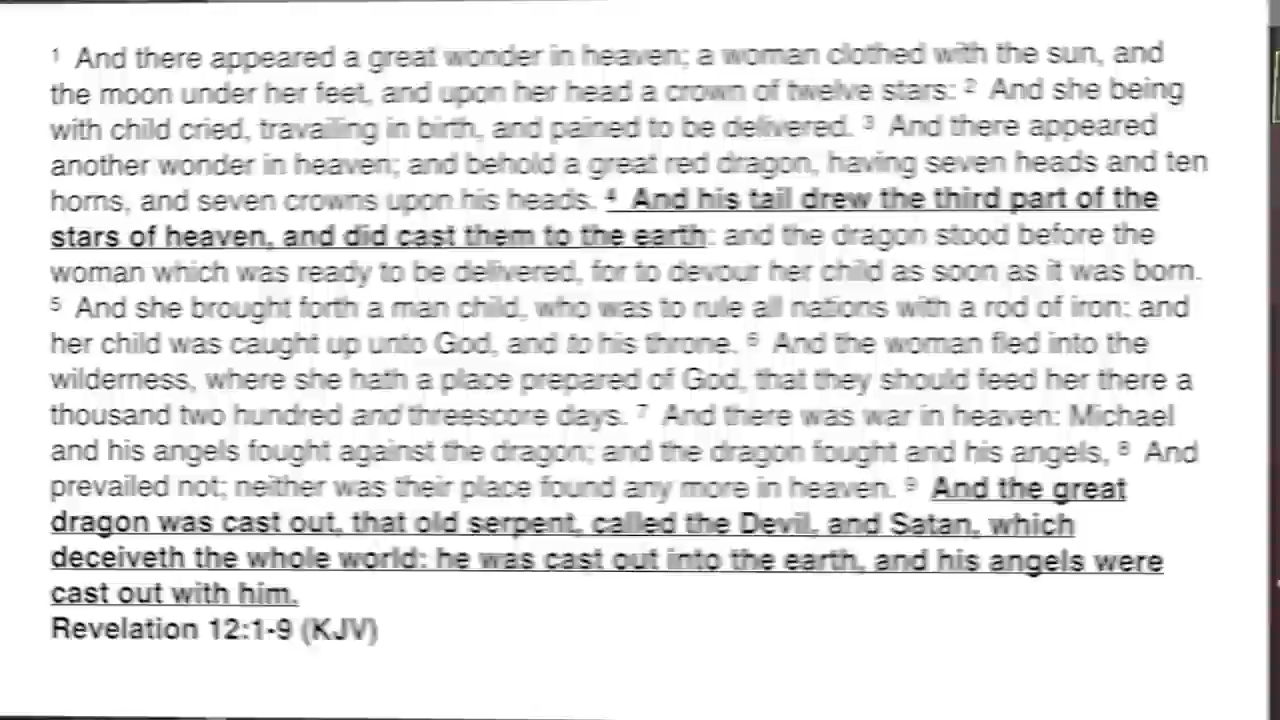 1 And there appeared a great wonder in heaven; a woman clothed with the sun, and
the moon under her feet, and upon her head a crown of twelve stars: 2 And she being
with child cried, travailing in birth, and pained to be delivered. 3 And there appeared
another wonder in heaven; and behold a great red dragon, having seven heads and ten
horns, and seven crowns upon his heads. 4 And his tail drew the third part of the
stars of heaven, and did cast them to the earth: and the dragon stood before the
woman which was ready to be delivered, for to devour her child as soon as it was born.
5 And she brought forth a man child, who was to rule all nations with a rod of iron: and
her child was caught up unto God, and to his throne. 6 And the woman fled into the
wilderness, where she hath a place prepared of God, that they should feed her there a
thousand two hundred and threescore days. 7 And there was war in heaven: Michael
and his angels fought against the dragon; and the dragon fought and his angels, 8 And
prevailed not; neither was their place found any more in heaven. 9 And the great
dragon was cast out, that old serpent, called the Devil, and Satan, which
deceiveth the whole world: he was cast out into the earth, and his angels were
cast out with him.
Revelation 12:1-9 (KJV)